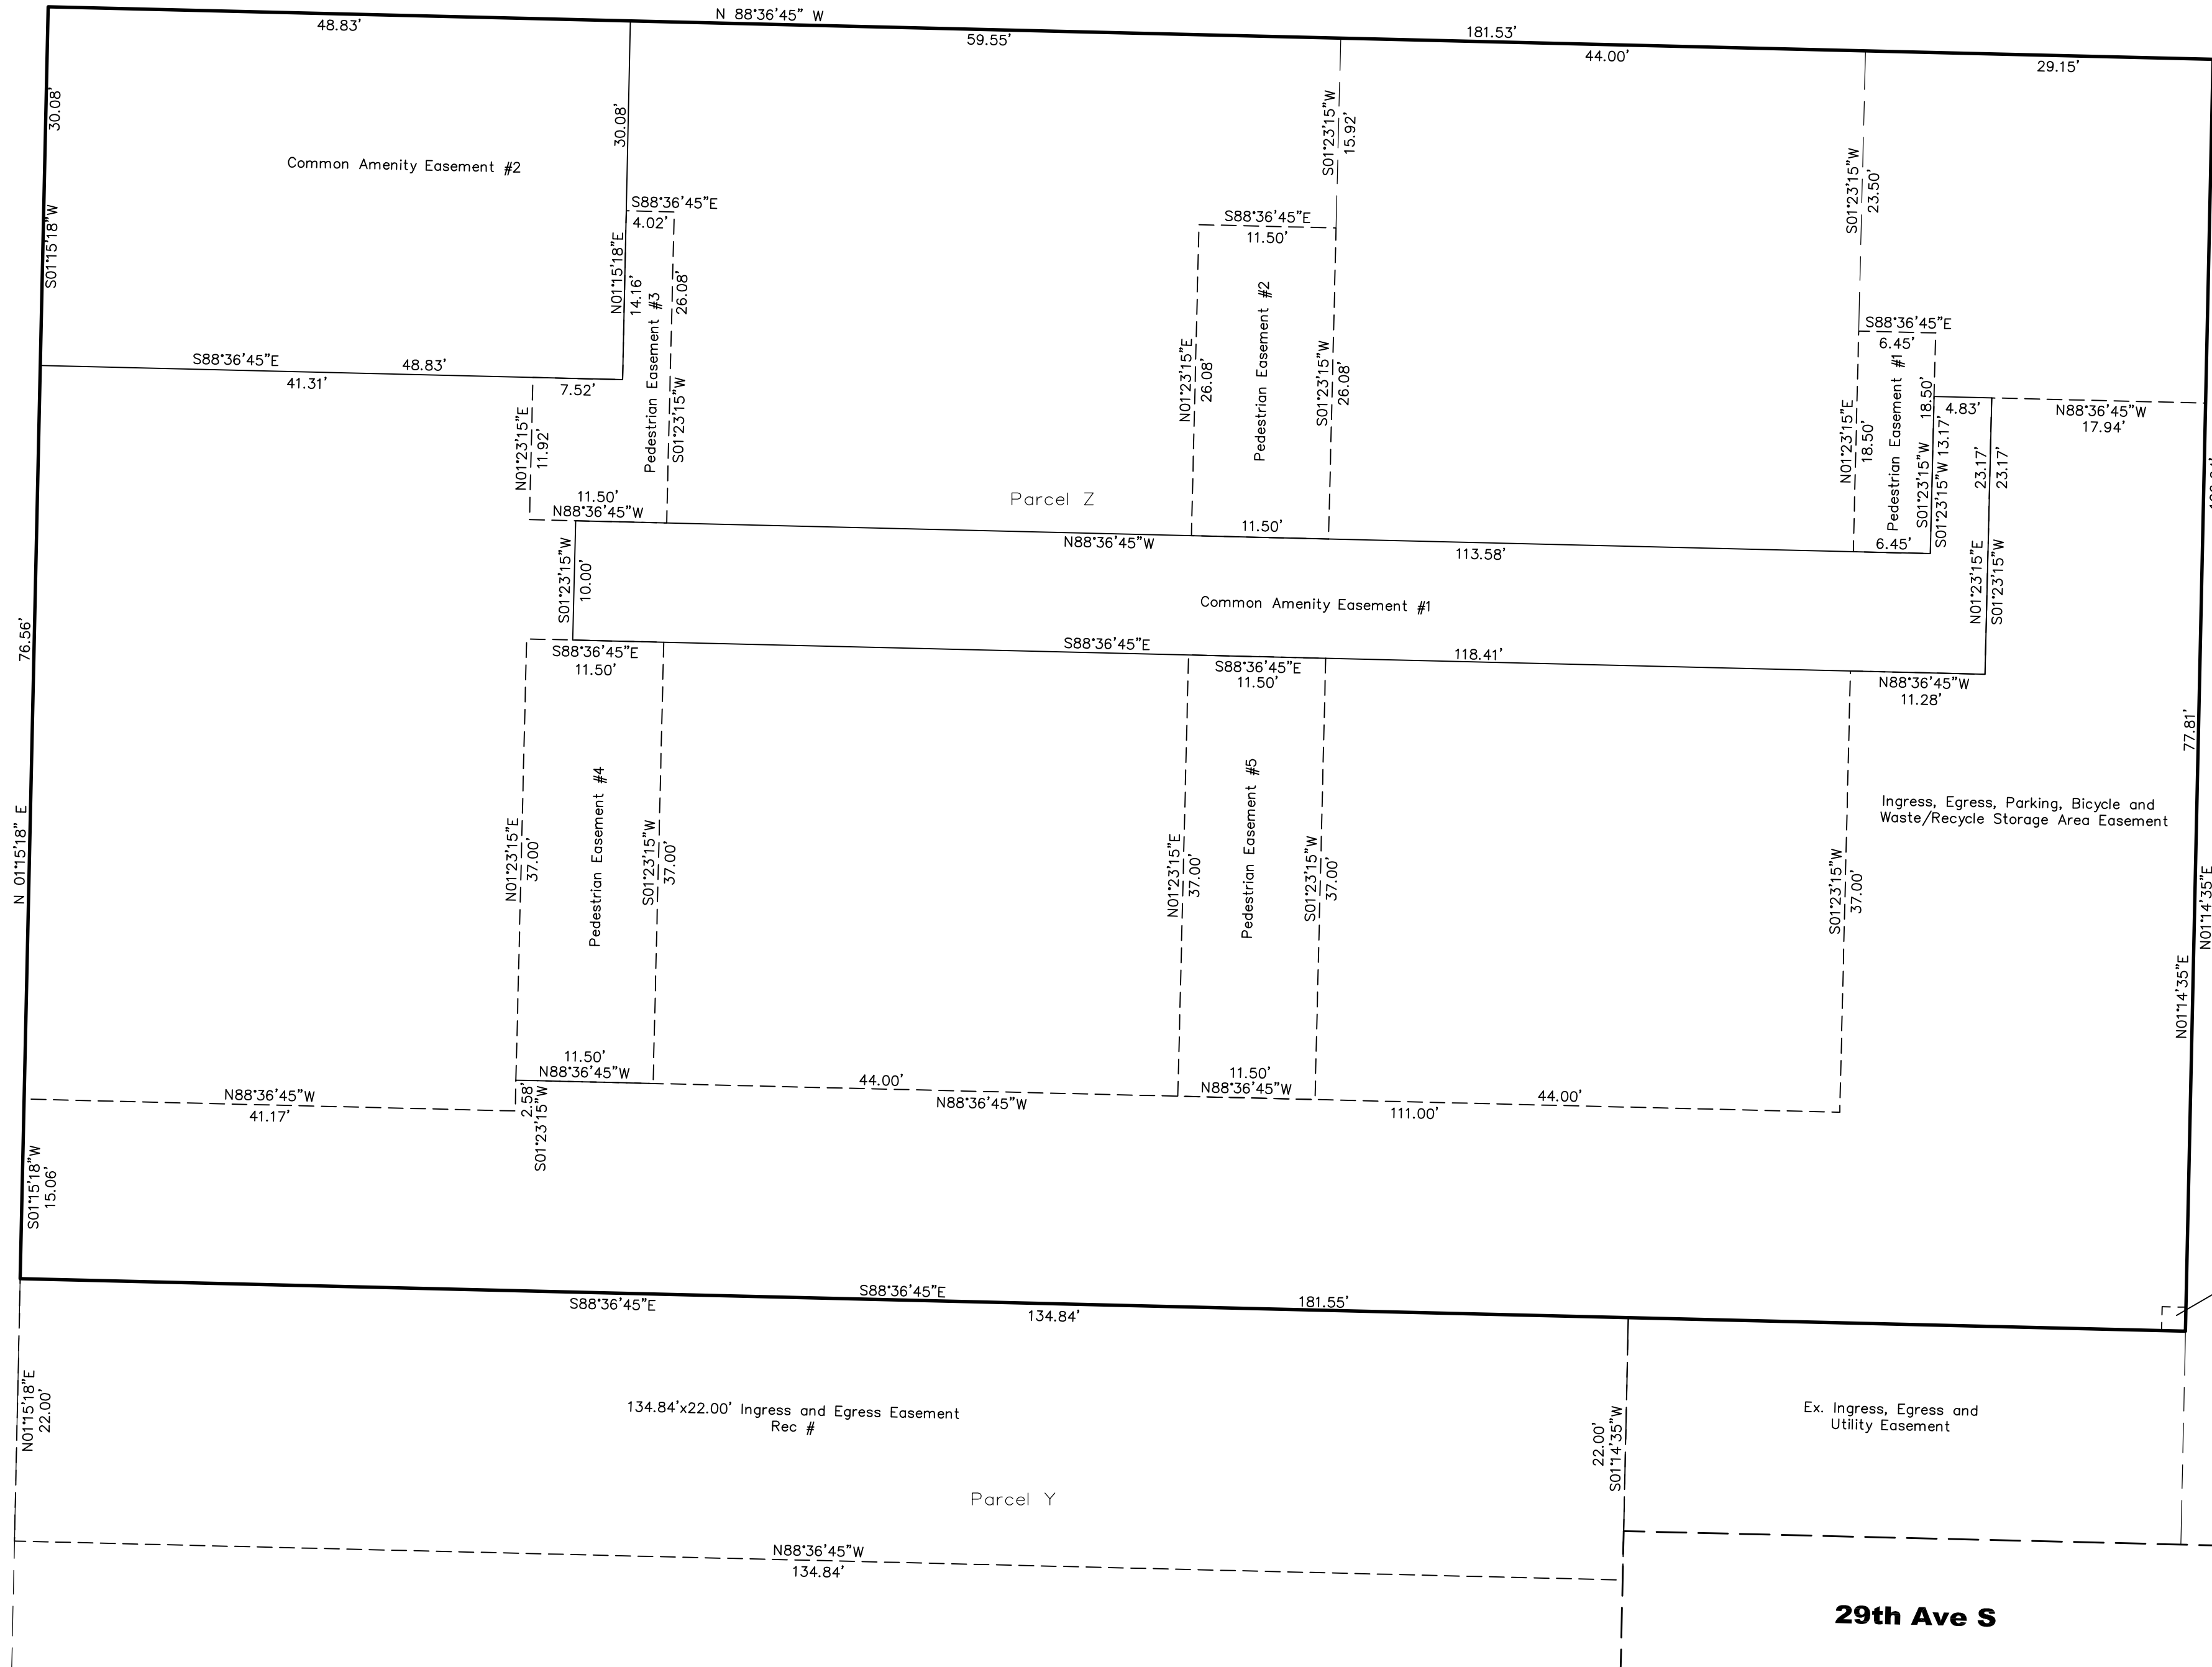 N 88°36'45" W
48.83'
59.55'
181.53'
44.00'
29.15'
30.08'
S01°15'18"W
Common Amenity Easement #2
30.08'
S88°36'45"E
4.02'
N01°15'18"E
14.16'
Pedestrian Easement #3
26.08'
S01°23'15"W
S01°23'15"W
15.92'
S88°36'45"E
11.50'
N01°23'15"E
26.08'
Pedestrian Easement #2
S01°23'15"W
26.08'
S01°23'15"W
23.50'
S88°36'45"E
6.45'
N01°23'15"E
18.50'
Pedestrian Easement #1
18.50'
S01°23'15"W
S01°23'15"W 13.17'
6.45'
4.83'
N88°36'45"W
17.94'
23.17'
23.17'
N01°23'15"E
S01°23'15"W
S88°36'45"E
48.83'
41.31'
7.52'
N01°23'15"E
11.92'
11.50'
N88°36'45"W
Parcel Z
11.50'
N88°36'45"W
113.58'
S01°23'15"W
10.00'
Common Amenity Easement #1
76.56'
N 01°15'18" E
S88°36'45"E
11.50'
S88°36'45"E
S88°36'45"E
11.50'
118.41'
N88°36'45"W
11.28'
77.81'
N01°23'15"E
37.00'
Pedestrian Easement #4
S01°23'15"W
37.00'
N01°23'15"E
37.00'
Pedestrian Easement #5
S01°23'15"W
37.00'
S01°23'15"W
37.00'
Ingress, Egress, Parking, Bicycle and
Waste/Recycle Storage Area Easement
N01°14'35"E
N01°14'35"E
11.50'
N88°36'45"W
44.00'
N88°36'45"W
11.50'
N88°36'45"W
44.00'
111.00'
N88°36'45"W
41.17'
2.58'
S01°23'15"W
S01°15'18"W
15.06'
S88°36'45"E
S88°36'45"E
181.55'
134.84'
N01°15'18"E
22.00'
134.84'x22.00' Ingress and Egress Easement
Rec #
22.00'
S01°14'35"W
Ex. Ingress, Egress and
Utility Easement
Parcel Y
N88°36'45"W
134.84'
29th Ave S